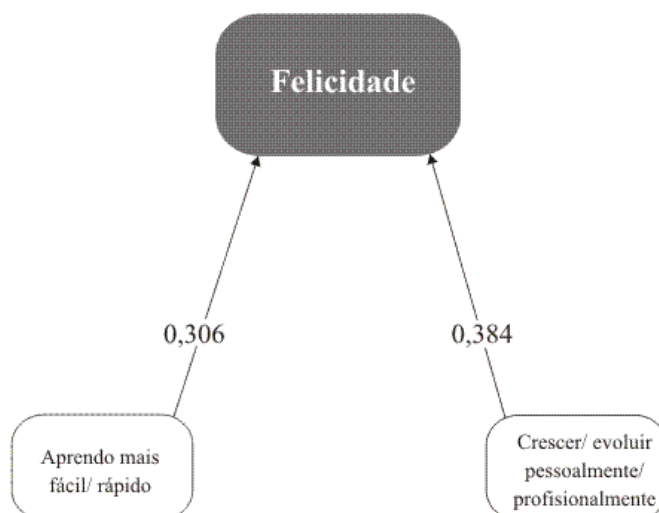 Felicidade
0,306
0,384
Aprendo mais
fácil/ rápido
Crescer/ evoluir
pessoalmente/
profisionalmente